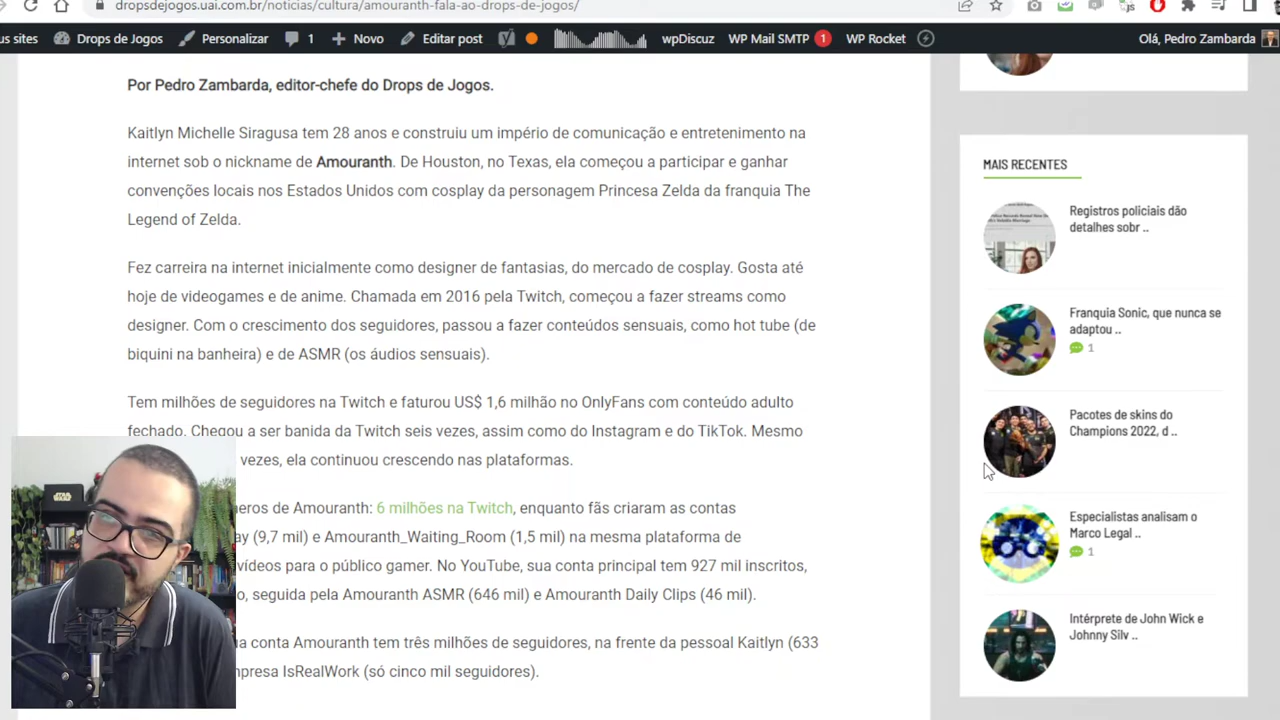 dropsdejogos.uai.com.br/noticias/cultura/amouranth-fala-ao-drops-de-jogos/
us sites Drops de Jogos Personalizar 1 Novo Editar post wpDiscuz WP Mail SMTP 1 WP Rocket Olá, Pedro Zambarda
Por Pedro Zambarda, editor-chefe do Drops de Jogos.
Kaitlyn Michelle Siragusa tem 28 anos e construiu um império de comunicação e entretenimento na
internet sob o nickname de Amouranth. De Houston, no Texas, ela começou a participar e ganhar
convenções locais nos Estados Unidos com cosplay da personagem Princesa Zelda da franquia The
Legend of Zelda.
Fez carreira na internet inicialmente como designer de fantasias, do mercado de cosplay. Gosta até
hoje de videogames e de anime. Chamada em 2016 pela Twitch, começou a fazer streams como
designer. Com o crescimento dos seguidores, passou a fazer conteúdos sensuais, como hot tube (de
biquini na banheira) e de ASMR (os áudios sensuais).
Tem milhões de seguidores na Twitch e faturou US$ 1,6 milhão no OnlyFans com conteúdo adulto
fechado. Chegou a ser banida da Twitch seis vezes, assim como do Instagram e do TikTok. Mesmo
vezes, ela continuou crescendo nas plataformas.
eros de Amouranth: 6 milhões na Twitch, enquanto fãs criaram as contas
ay (9,7 mil) e Amouranth_Waiting_Room (1,5 mil) na mesma plataforma de
vídeos para o público gamer. No YouTube, sua conta principal tem 927 mil inscritos,
o, seguida pela Amouranth ASMR (646 mil) e Amouranth Daily Clips (46 mil).
ua conta Amouranth tem três milhões de seguidores, na frente da pessoal Kaitlyn (633
mpresa IsRealWork (só cinco mil seguidores).
MAIS RECENTES
Registros policiais dão
detalhes sobr ..
Franquia Sonic, que nunca se
adaptou ..
1
Pacotes de skins do
Champions 2022, d ..
Especialistas analisam o
Marco Legal ..
1
Intérprete de John Wick e
Johnny Silv ..
STAR
WARS